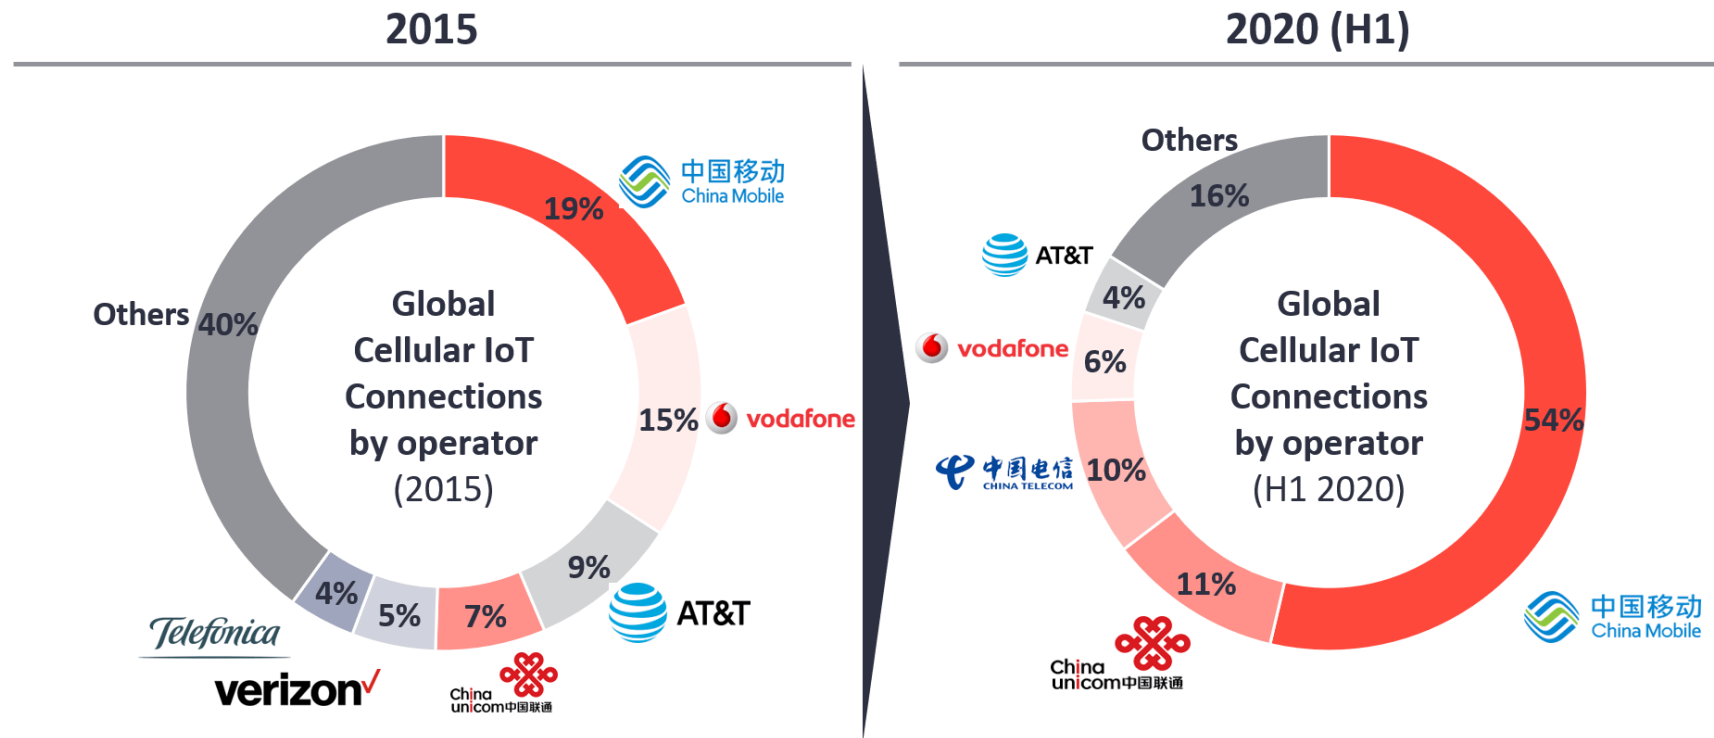 2015
2020 (H1)
19%
中国移动
China Mobile
15%
vodafone
9%
AT&T
7%
China
unicom中国联通
5%
verizon✓
4%
Telefónica
Others
40%
Global
Cellular IoT
Connections
by operator
(2015)
54%
中国移动
China Mobile
11%
China
unicom中国联通
10%
中国电信
CHINA TELECOM
6%
vodafone
4%
AT&T
Others
16%
Global
Cellular IoT
Connections
by operator
(H1 2020)